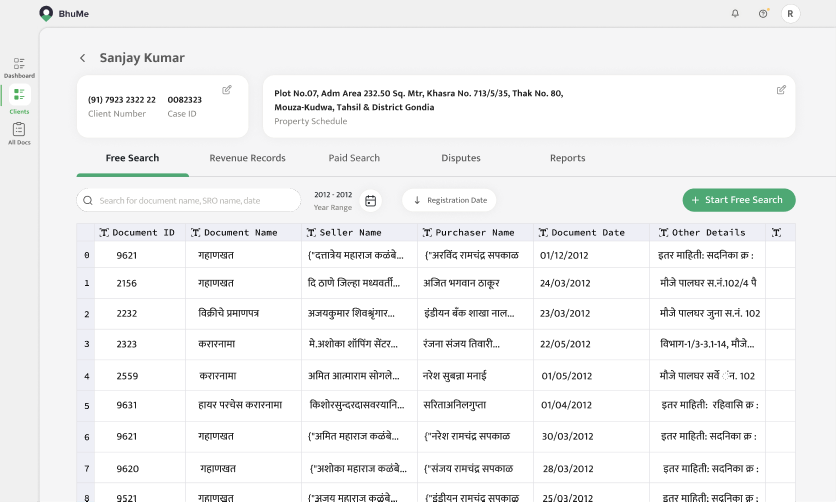 BhuMe
R
Dashboard
Clients
All Docs
Sanjay Kumar
(91) 7923 2322 22 0082323
Client Number Case ID
Plot No.07, Adm Area 232.50 Sq. Mtr, Khasra No. 713/5/35, Thak No. 80,
Mouza-Kudwa, Tahsil & District Gondia
Property Schedule
Free Search Revenue Records Paid Search Disputes Reports
Search for document name, SRO name, date
2012 - 2012
Year Range
Registration Date
+ Start Free Search
Document ID Document Name Seller Name Purchaser Name Document Date Other Details
0 9621 गहाणखत {"दत्तात्रेय महाराज कळंबे... {"अरविंद रामचंद्र सपकाळ 01/12/2012 इतर माहिती: सदनिका क्र :
1 2156 गहाणखत दि ठाणे जिल्हा मध्यवर्ती... अजित भगवान ठाकूर 24/03/2012 मौजे पालघर स.नं.102/4 पै
2 2232 विक्रीचे प्रमाणपत्र अजयकुमार शिवश्रृंगार... इंडीयन बँक शाखा नाल... 23/03/2012 मौजे पालघर जुना स.नं. 102
3 2323 करारनामा मे.अशोका शॉपिंग सेंटर... रंजना संजय तिवारी... 22/05/2012 विभाग-1/3-3.1-14, मौजे...
4 2559 करारनामा अमित आत्माराम सोगले... नरेश सुबन्ना मनाई 01/05/2012 मौजे पालघर सर्वे ंन. 102
5 9631 हायर परचेस करारनामा किशोरसुन्दरदासवरयानि... सरिताअनिलगुप्ता 01/04/2012 इतर माहिती: रहिवासि क्र :
6 9621 गहाणखत {"अमित महाराज कळंबे... {"नरेश रामचंद्र सपकाळ 30/03/2012 इतर माहिती: सदनिका क्र :
7 9620 गहाणखत {"अशोका महाराज कळंबे... {"संजय रामचंद्र सपकाळ 28/03/2012 इतर माहिती: सदनिका क्र :
8 9521 गहाणखत {"अजय महाराज कळंबे... {"इंडीयन रामचंद्र सपकाळ 25/03/2012 इतर माहिती: सदनिका क्र :